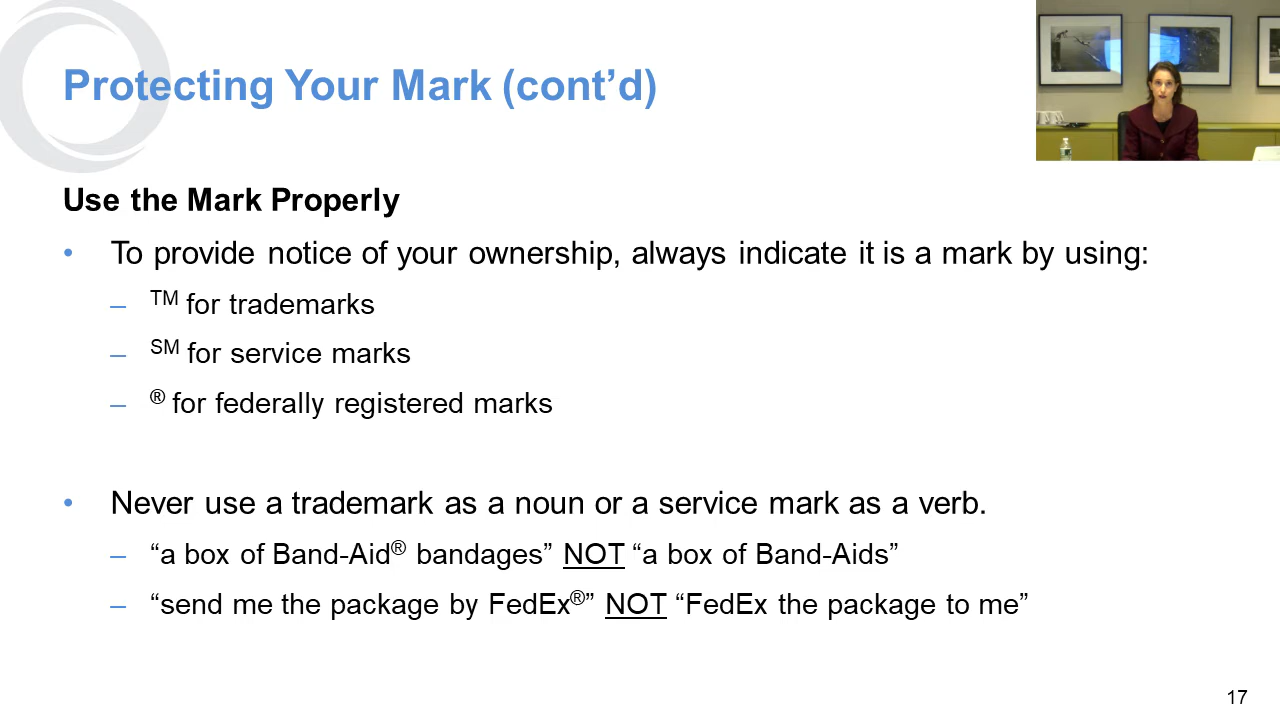 Protecting Your Mark (cont’d)
Use the Mark Properly
• To provide notice of your ownership, always indicate it is a mark by using:
– TM for trademarks
– SM for service marks
– ® for federally registered marks
• Never use a trademark as a noun or a service mark as a verb.
– “a box of Band-Aid® bandages” NOT “a box of Band-Aids”
– “send me the package by FedEx®” NOT “FedEx the package to me”
17